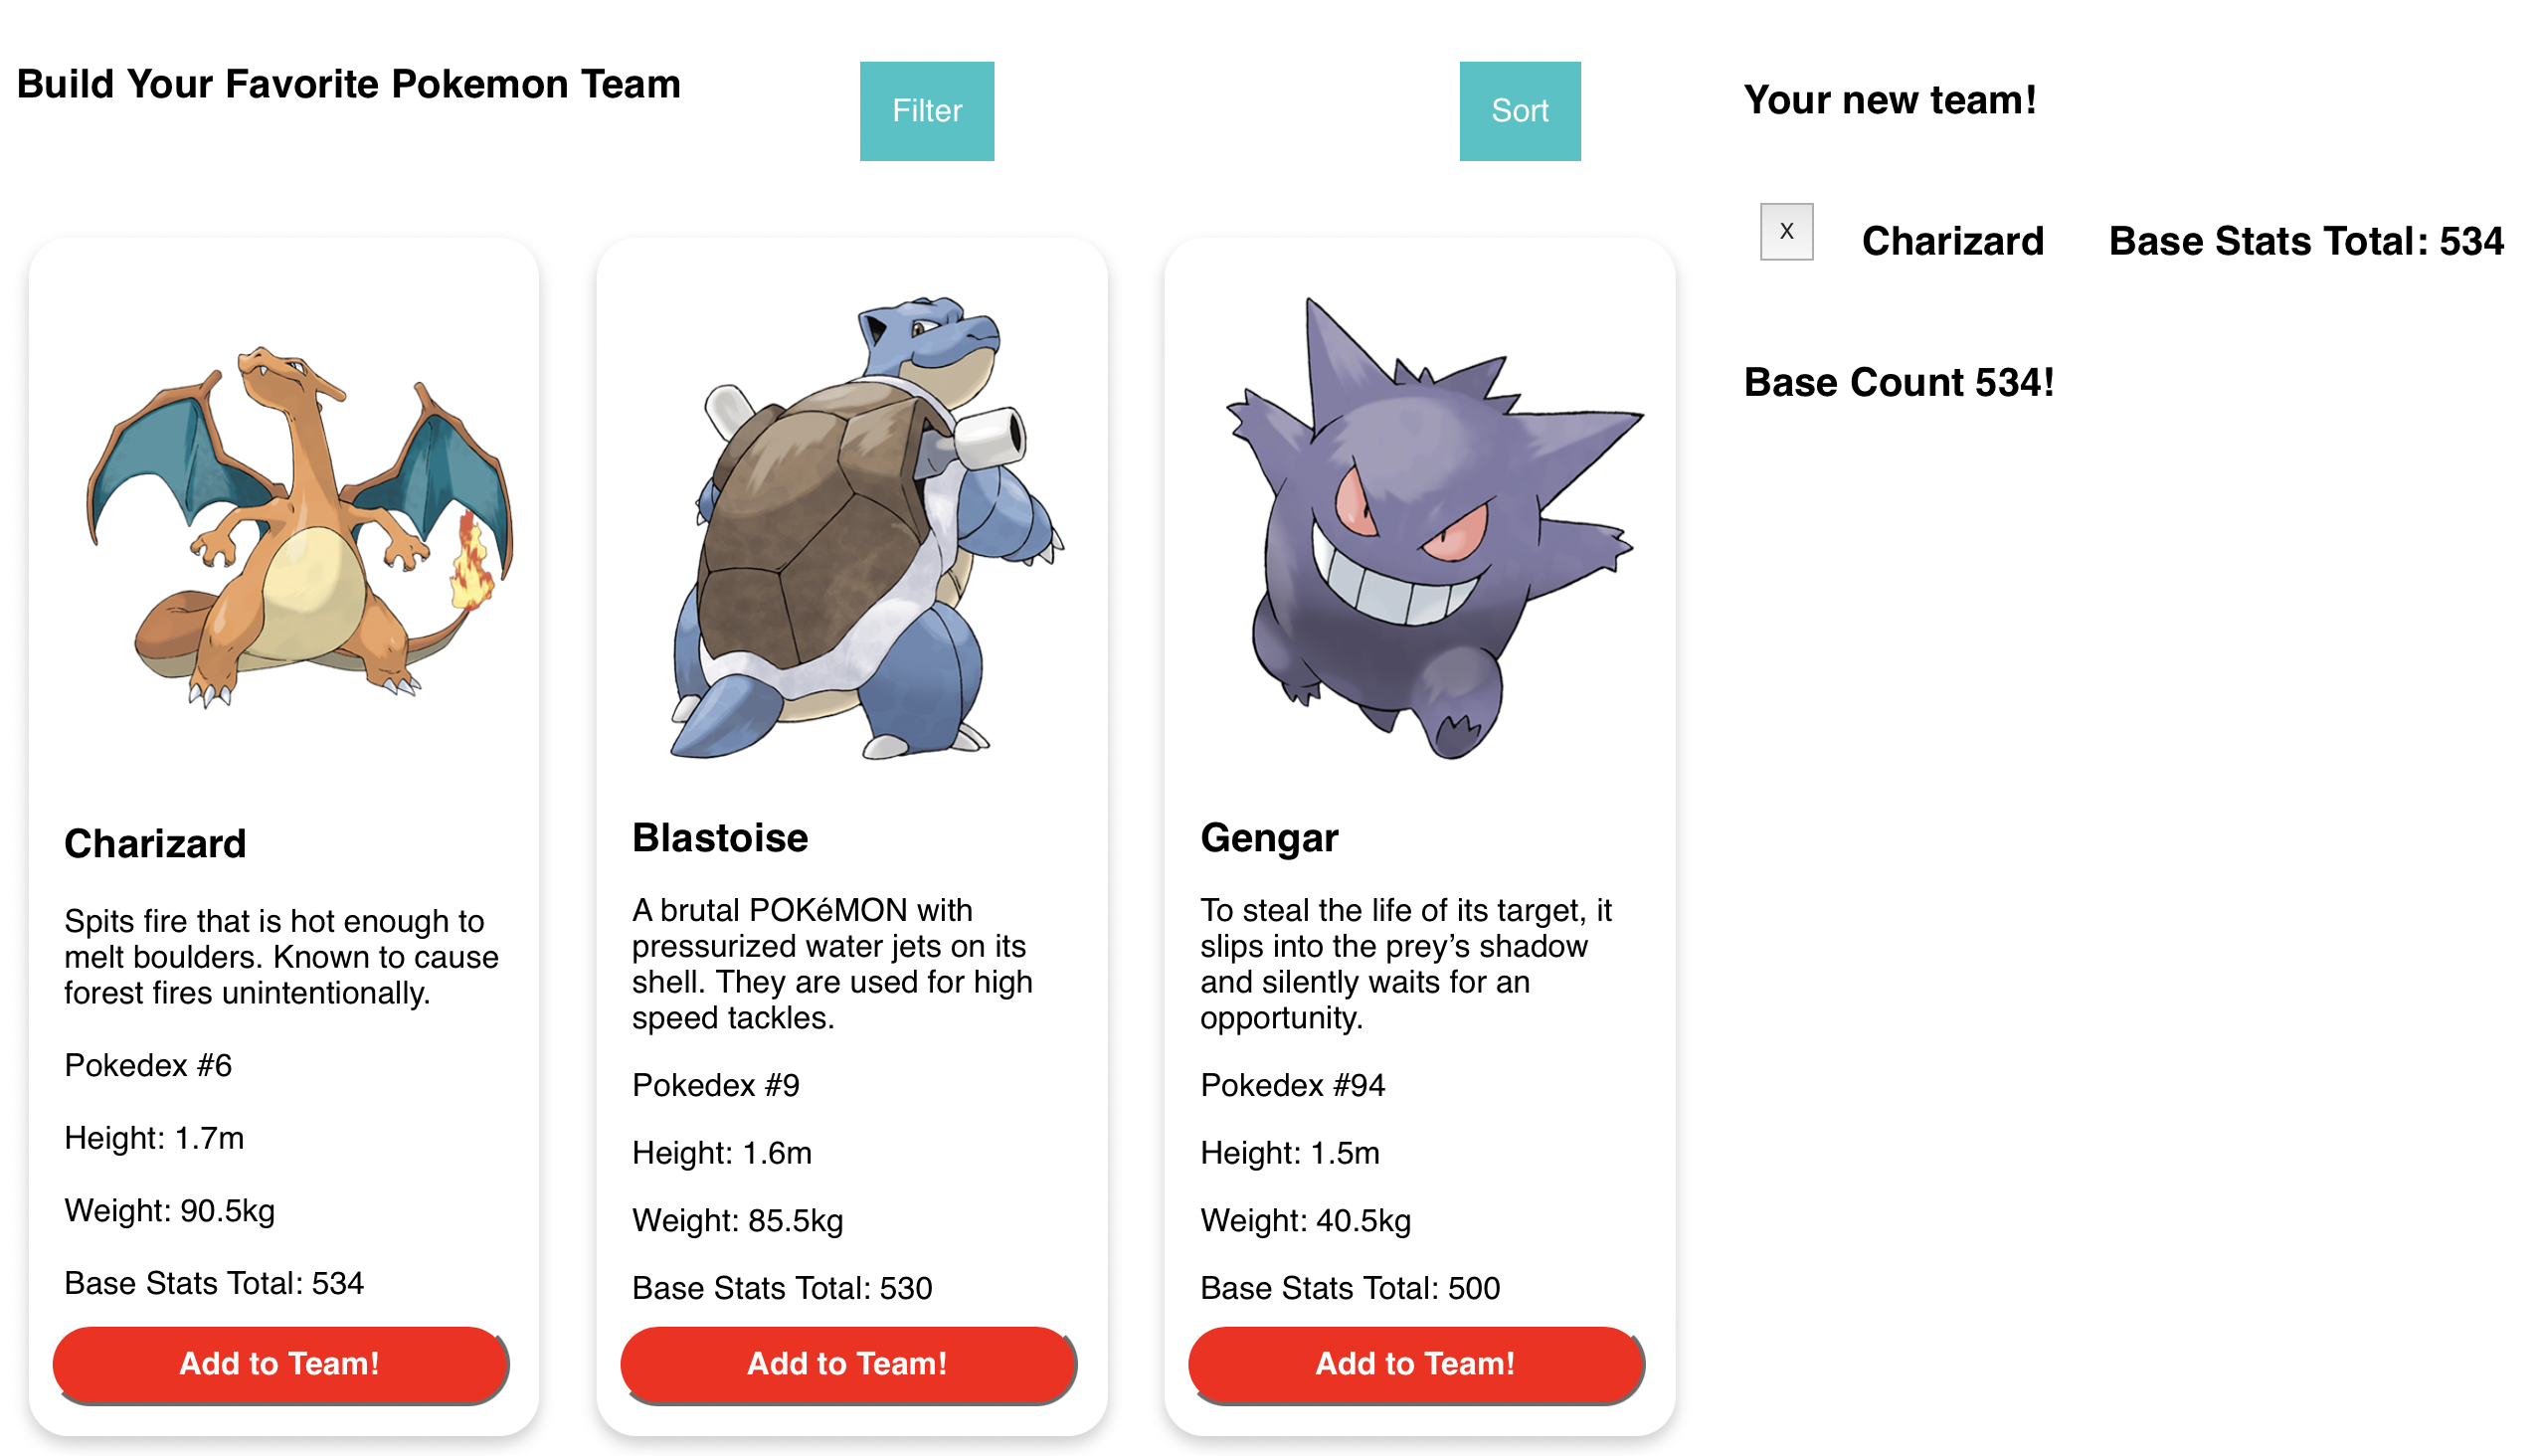 Build Your Favorite Pokemon Team
Filter
Sort
Your new team!
X
Charizard
Base Stats Total: 534
Base Count 534!
Charizard
Spits fire that is hot enough to
melt boulders. Known to cause
forest fires unintentionally.
Pokedex #6
Height: 1.7m
Weight: 90.5kg
Base Stats Total: 534
Add to Team!
Blastoise
A brutal POKéMON with
pressurized water jets on its
shell. They are used for high
speed tackles.
Pokedex #9
Height: 1.6m
Weight: 85.5kg
Base Stats Total: 530
Add to Team!
Gengar
To steal the life of its target, it
slips into the prey’s shadow
and silently waits for an
opportunity.
Pokedex #94
Height: 1.5m
Weight: 40.5kg
Base Stats Total: 500
Add to Team!